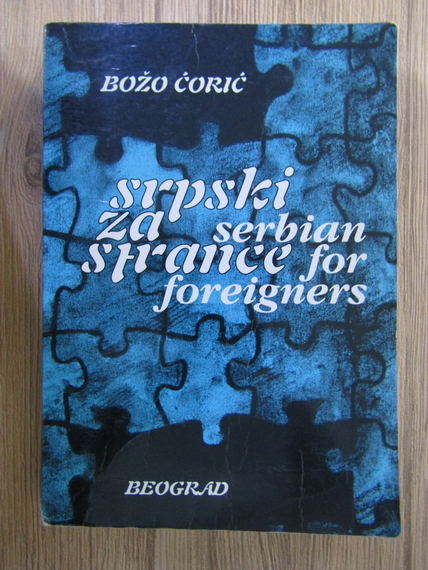 BOŽO ĆORIĆ
srpski
za
strance
serbian
for
foreigners
BEOGRAD